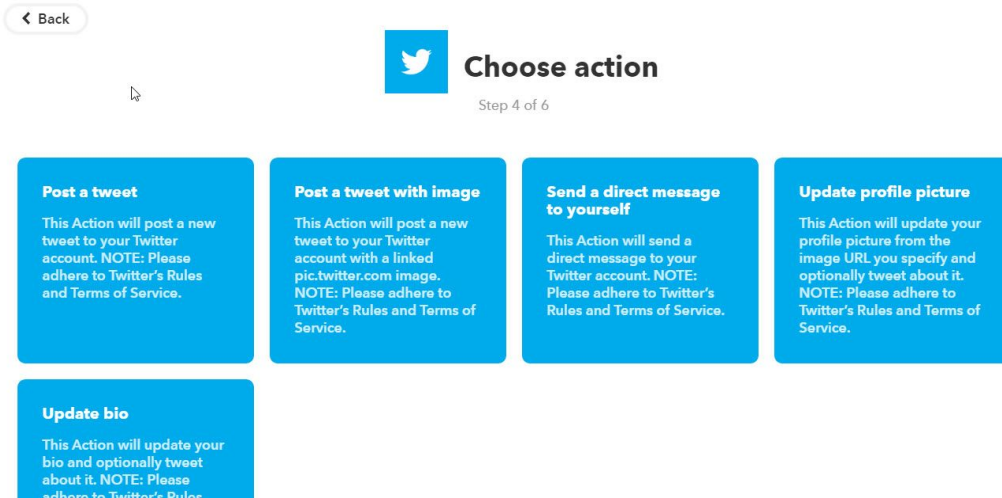 Back
Choose action
Step 4 of 6
Post a tweet
This Action will post a new
tweet to your Twitter
account. NOTE: Please
adhere to Twitter's Rules
and Terms of Service.
Post a tweet with image
This Action will post a new
tweet to your Twitter
account with a linked
pic.twitter.com image.
NOTE: Please adhere to
Twitter's Rules and Terms of
Service.
Send a direct message
to yourself
This Action will send a
direct message to your
Twitter account. NOTE:
Please adhere to Twitter's
Rules and Terms of Service.
Update profile picture
This Action will update your
profile picture from the
image URL you specify and
optionally tweet about it.
NOTE: Please adhere to
Twitter's Rules and Terms of
Service.
Update bio
This Action will update your
bio and optionally tweet
about it. NOTE: Please
adhere to Twitter's Rules